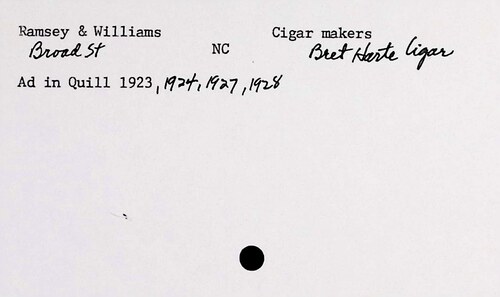 Ramsey & Williams Cigar makers
Broad St NC Bret Harte Cigar
Ad in Quill 1923, 1924, 1927, 1928